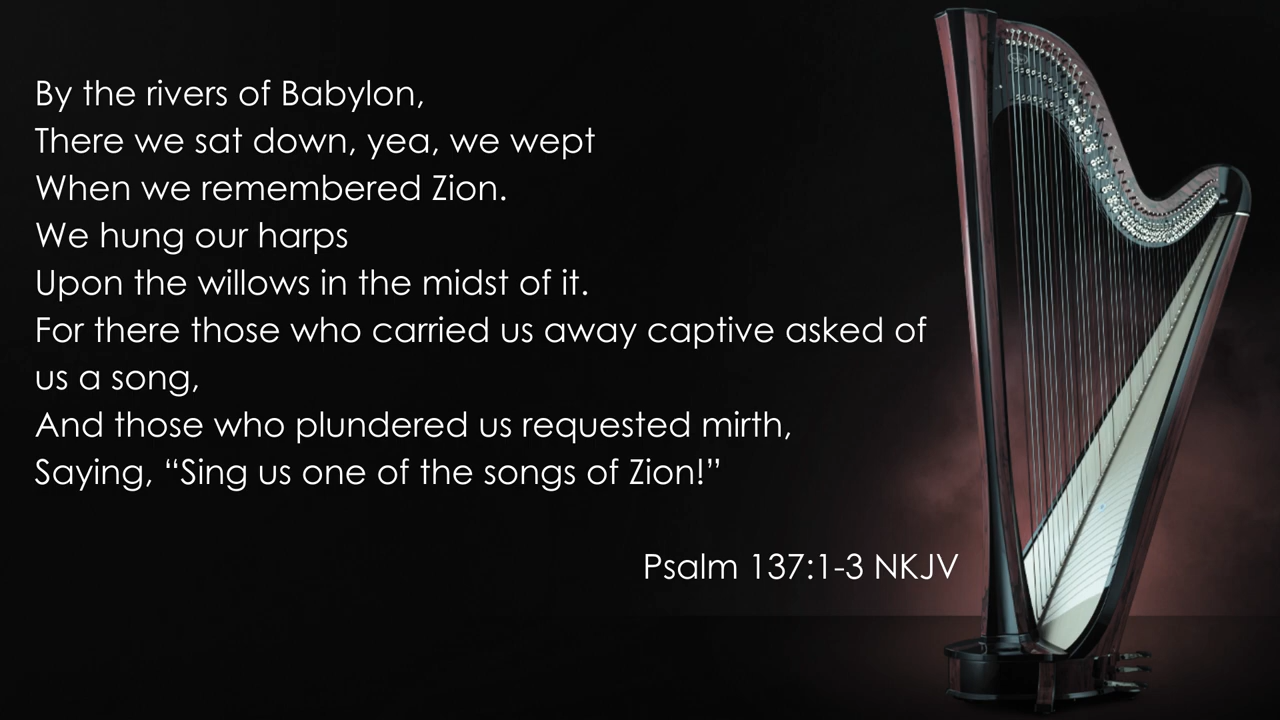 By the rivers of Babylon,
There we sat down, yea, we wept
When we remembered Zion.
We hung our harps
Upon the willows in the midst of it.
For there those who carried us away captive asked of
us a song,
And those who plundered us requested mirth,
Saying, “Sing us one of the songs of Zion!”
Psalm 137:1-3 NKJV